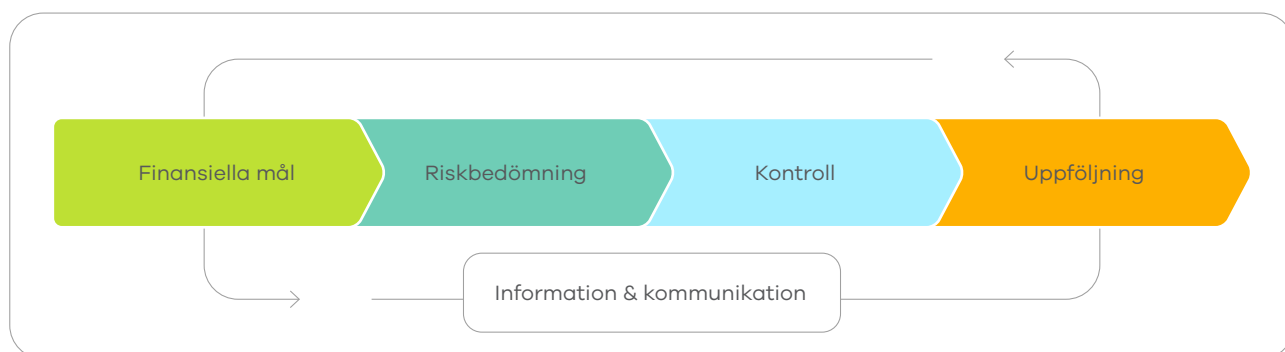 Finansiella mål
Riskbedömning
Kontroll
Uppföljning
Information & kommunikation